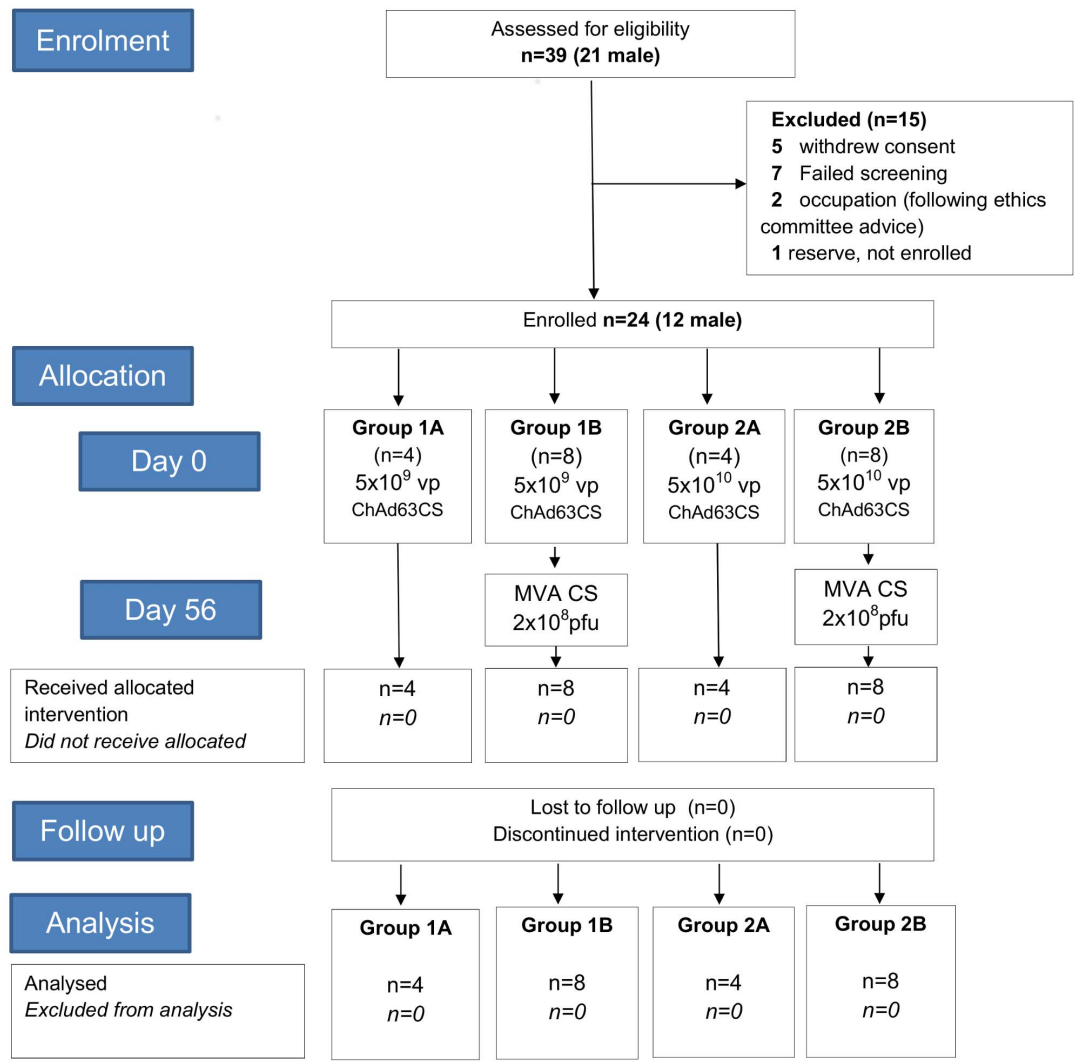 Enrolment
Assessed for eligibility
n=39 (21 male)
Excluded (n=15)
5 withdrew consent
7 Failed screening
2 occupation (following ethics
committee advice)
1 reserve, not enrolled
Enrolled n=24 (12 male)
Allocation
Day 0
Group 1A
(n=4)
5x10⁹ vp
ChAd63CS
Group 1B
(n=8)
5x10⁹ vp
ChAd63CS
Group 2A
(n=4)
5x10¹⁰ vp
ChAd63CS
Group 2B
(n=8)
5x10¹⁰ vp
ChAd63CS
Day 56
MVA CS
2x10⁸pfu
MVA CS
2x10⁸pfu
Received allocated
intervention
Did not receive allocated
n=4
n=0
n=8
n=0
n=4
n=0
n=8
n=0
Follow up
Lost to follow up (n=0)
Discontinued intervention (n=0)
Analysis
Group 1A
Group 1B
Group 2A
Group 2B
Analysed
Excluded from analysis
n=4
n=0
n=8
n=0
n=4
n=0
n=8
n=0